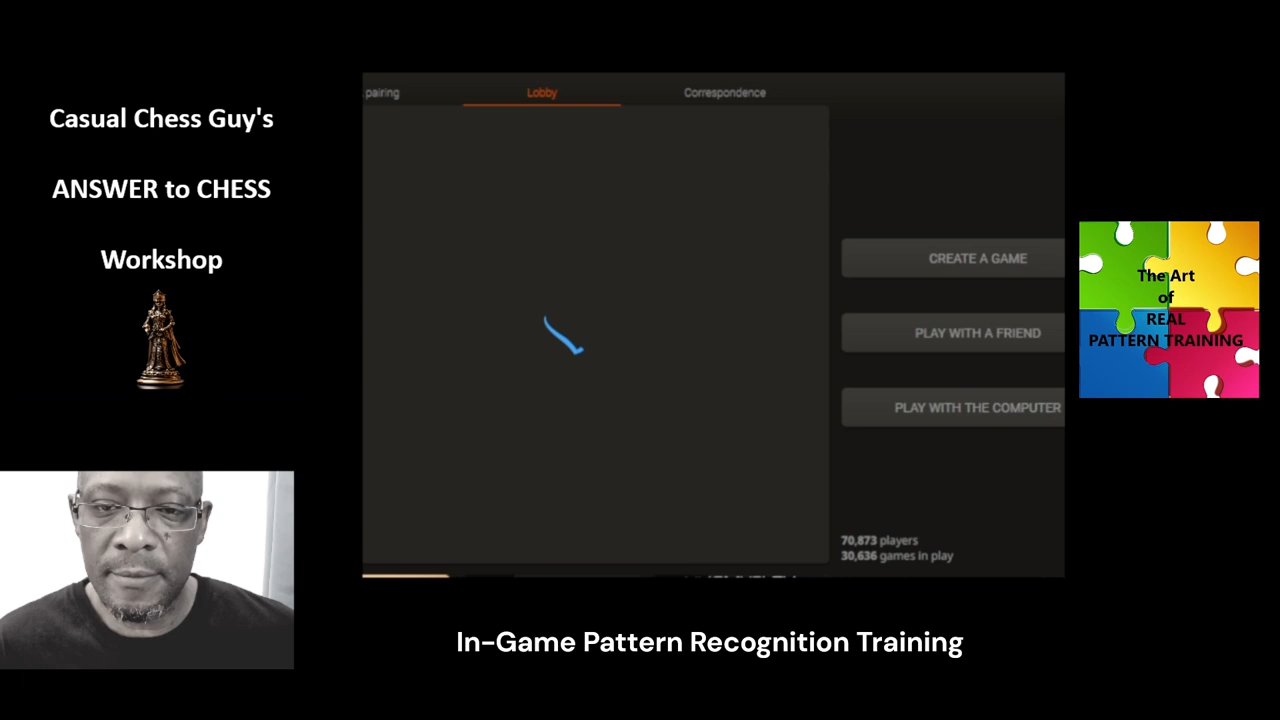 Casual Chess Guy's
ANSWER to CHESS
Workshop
pairing
Lobby
Correspondence
CREATE A GAME
PLAY WITH A FRIEND
PLAY WITH THE COMPUTER
70,873 players
30,636 games in play
The Art
of
REAL
PATTERN TRAINING
In-Game Pattern Recognition Training